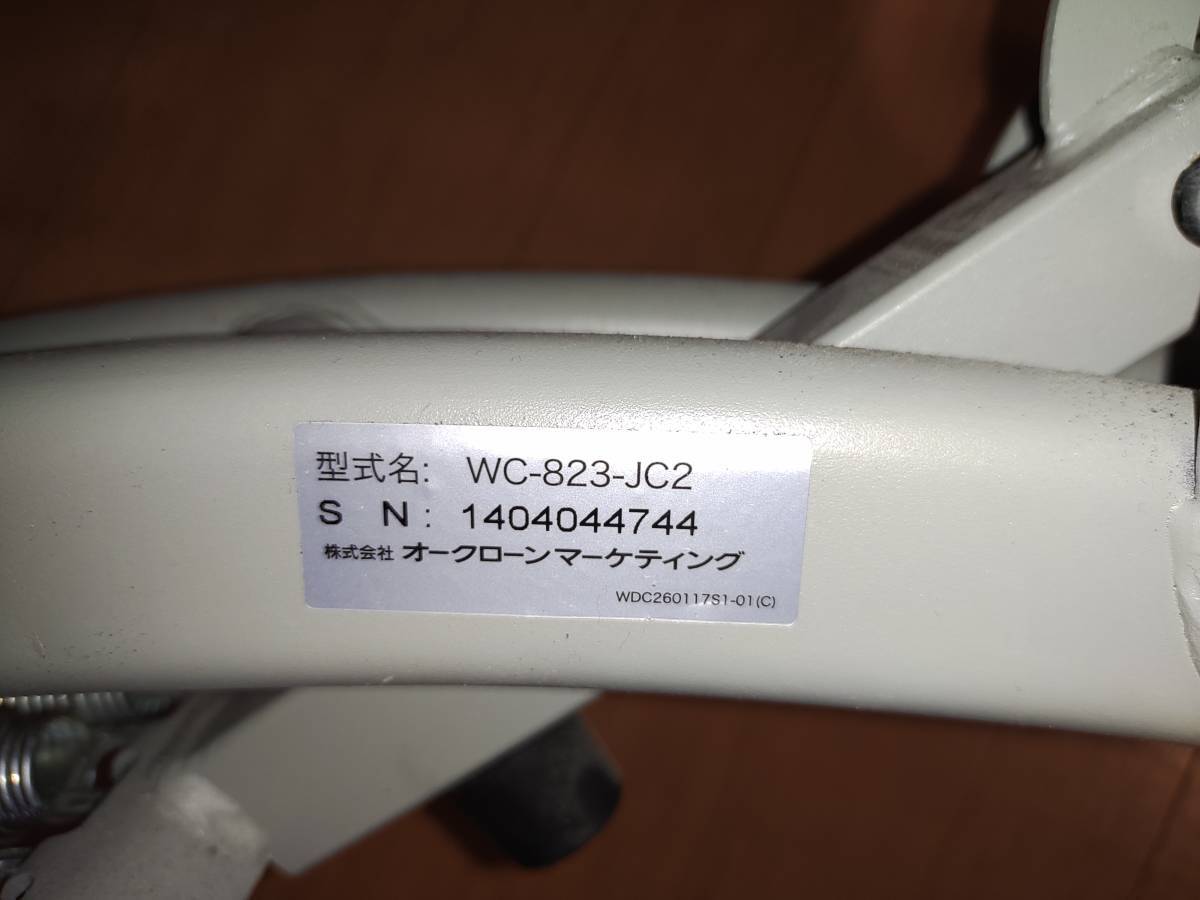 型式名: WC-823-JC2
S N: 1404044744
株式会社 オークローンマーケティング
WDC260117S1-01(C)